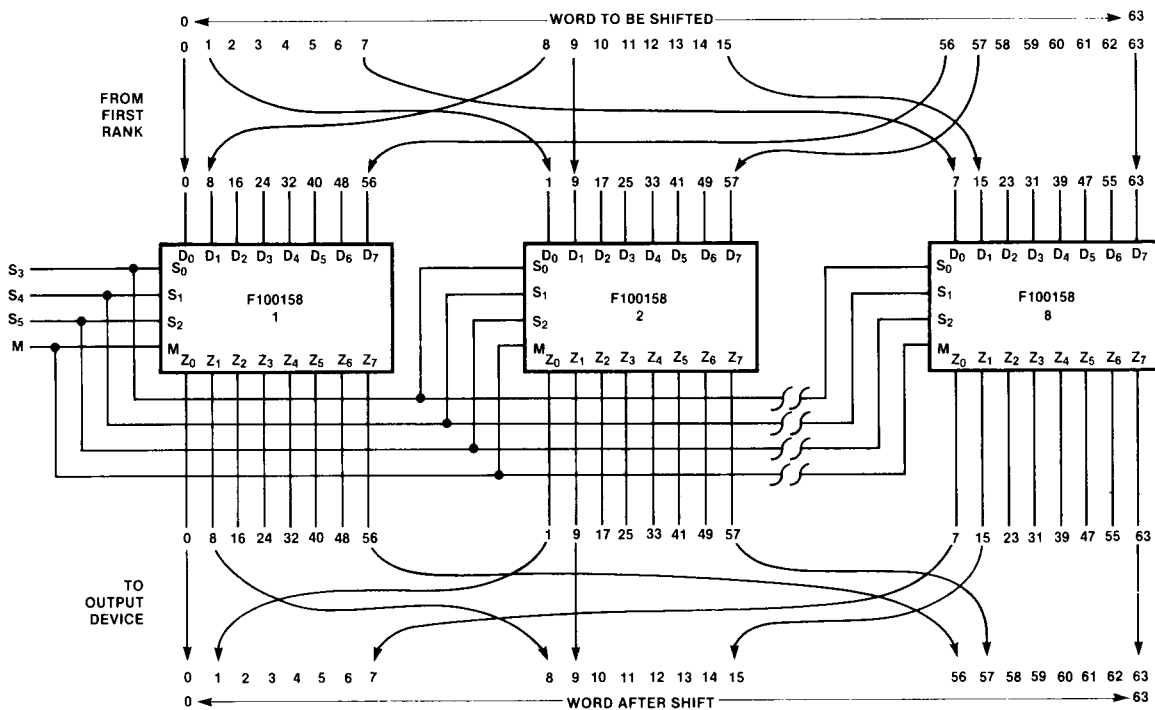 0 WORD TO BE SHIFTED 63
0 1 2 3 4 5 6 7 8 9 10 11 12 13 14 15 56 57 58 59 60 61 62 63
FROM
FIRST
RANK
0 8 16 24 32 40 48 56 1 9 17 25 33 41 49 57 7 15 23 31 39 47 55 63
D0 D1 D2 D3 D4 D5 D6 D7 D0 D1 D2 D3 D4 D5 D6 D7 D0 D1 D2 D3 D4 D5 D6 D7
S3 S0 S0 S0
S4 S1 F100158 S1 F100158 S1 F100158
1 2 8
S5 S2 S2 S2
M M M M
Z0 Z1 Z2 Z3 Z4 Z5 Z6 Z7 Z0 Z1 Z2 Z3 Z4 Z5 Z6 Z7 Z0 Z1 Z2 Z3 Z4 Z5 Z6 Z7
0 8 16 24 32 40 48 56 1 9 17 25 33 41 49 57 7 15 23 31 39 47 55 63
TO
OUTPUT
DEVICE
0 1 2 3 4 5 6 7 8 9 10 11 12 13 14 15 56 57 58 59 60 61 62 63
0 WORD AFTER SHIFT 63